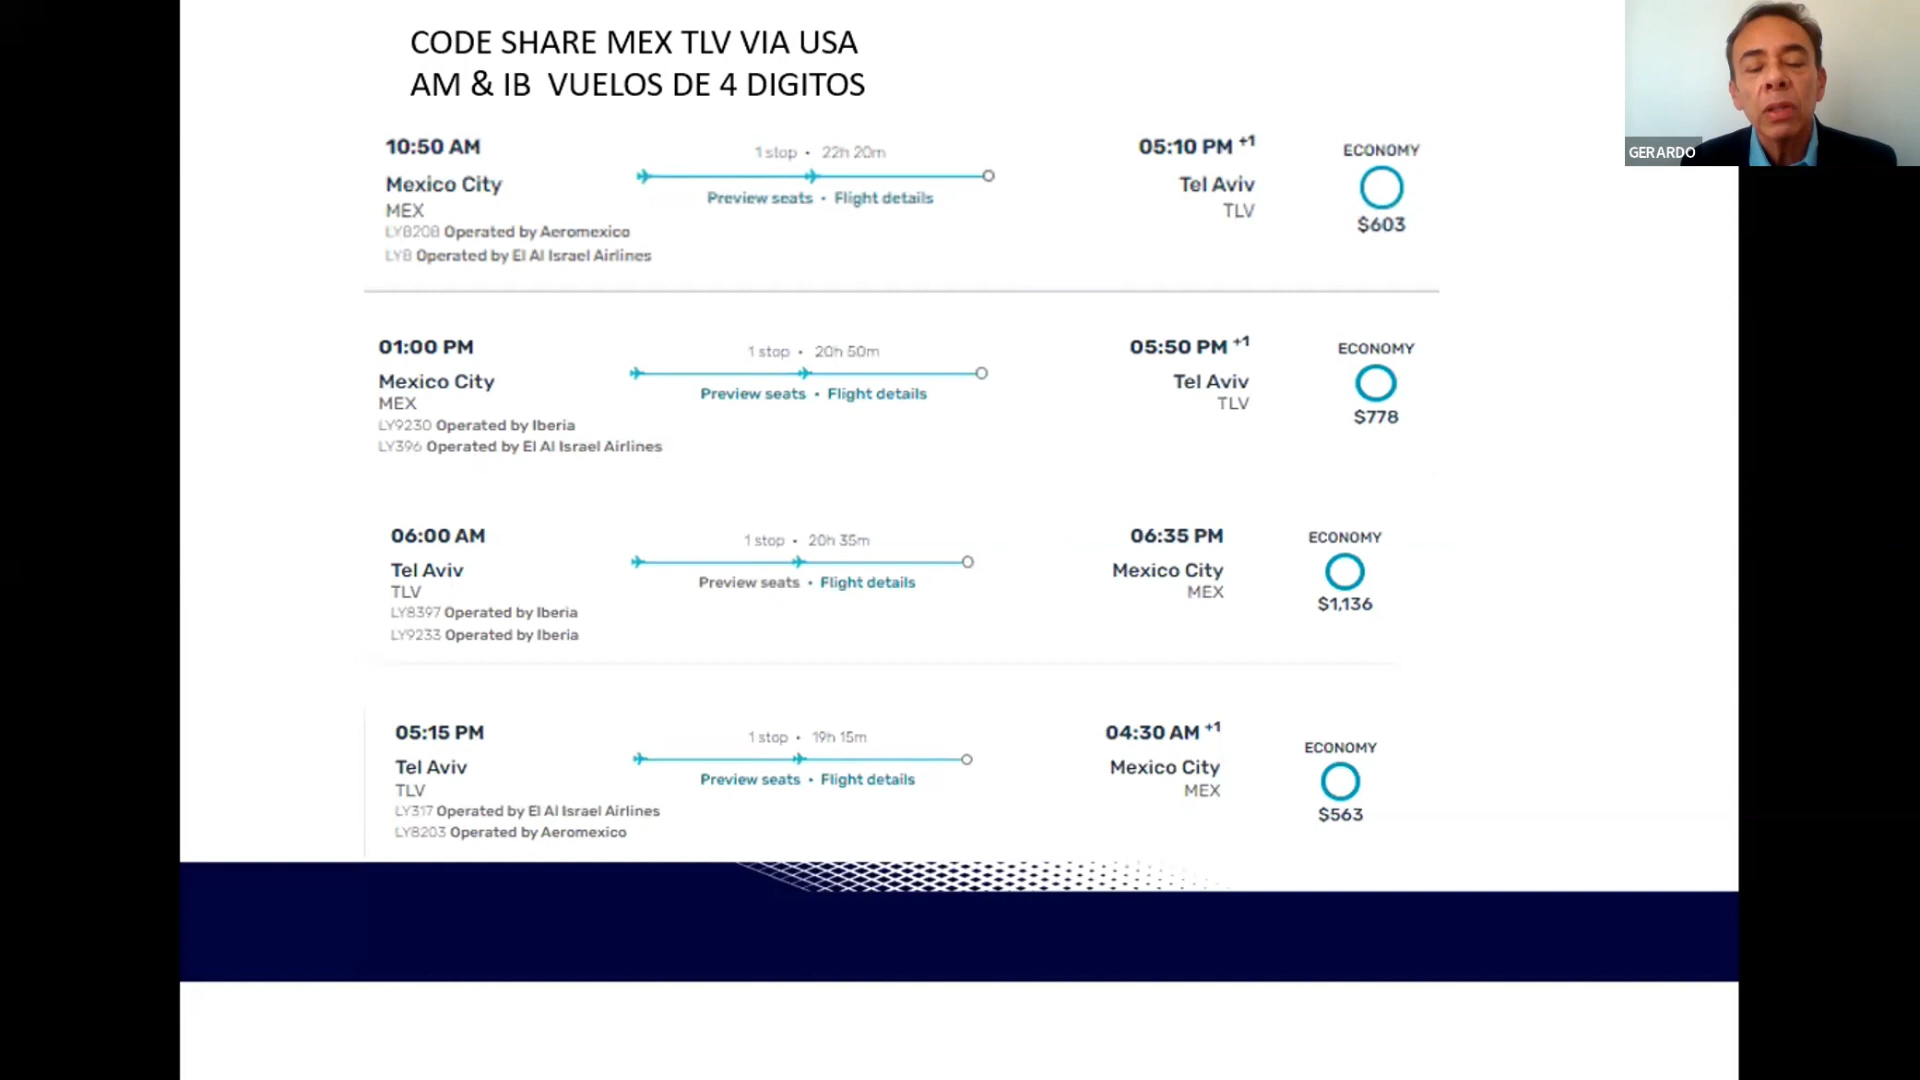 CODE SHARE MEX TLV VIA USA
AM & IB VUELOS DE 4 DIGITOS
GERARDO
10:50 AM
1 stop • 22h 20m
05:10 PM +1
ECONOMY
Mexico City
Preview seats • Flight details
Tel Aviv
MEX
TLV
$603
LY8208 Operated by Aeromexico
LY8 Operated by El Al Israel Airlines
01:00 PM
1 stop • 20h 50m
05:50 PM +1
ECONOMY
Mexico City
Preview seats • Flight details
Tel Aviv
MEX
TLV
$778
LY9230 Operated by Iberia
LY396 Operated by El Al Israel Airlines
06:00 AM
1 stop • 20h 35m
06:35 PM
ECONOMY
Tel Aviv
Preview seats • Flight details
Mexico City
TLV
MEX
$1,136
LY8397 Operated by Iberia
LY9233 Operated by Iberia
05:15 PM
1 stop • 19h 15m
04:30 AM +1
ECONOMY
Tel Aviv
Preview seats • Flight details
Mexico City
TLV
MEX
$563
LY317 Operated by El Al Israel Airlines
LY8203 Operated by Aeromexico